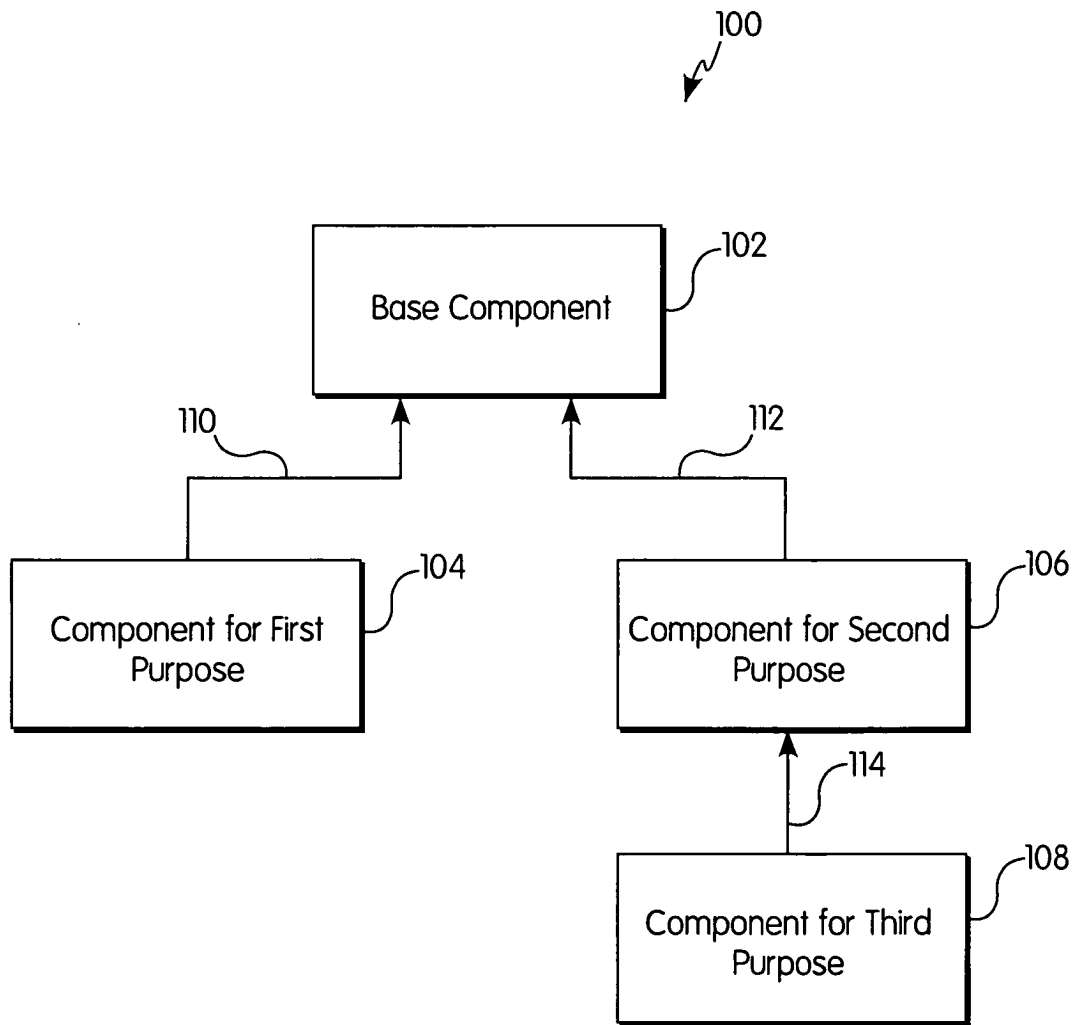 100
Base Component
102
110
112
Component for First
Purpose
104
Component for Second
Purpose
106
114
Component for Third
Purpose
108